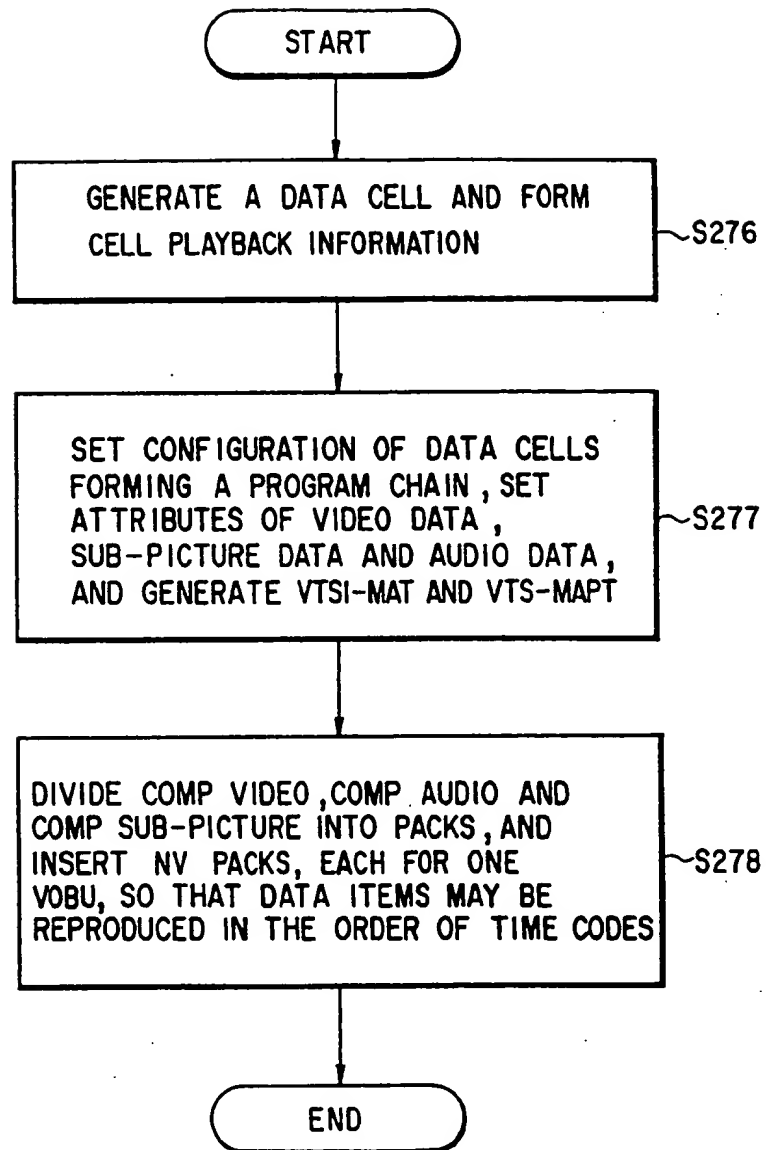 START
GENERATE A DATA CELL AND FORM
CELL PLAYBACK INFORMATION
S276
SET CONFIGURATION OF DATA CELLS
FORMING A PROGRAM CHAIN, SET
ATTRIBUTES OF VIDEO DATA,
SUB-PICTURE DATA AND AUDIO DATA,
AND GENERATE VTSI-MAT AND VTS-MAPT
S277
DIVIDE COMP VIDEO, COMP AUDIO AND
COMP SUB-PICTURE INTO PACKS, AND
INSERT NV PACKS, EACH FOR ONE
VOBU, SO THAT DATA ITEMS MAY BE
REPRODUCED IN THE ORDER OF TIME CODES
S278
END